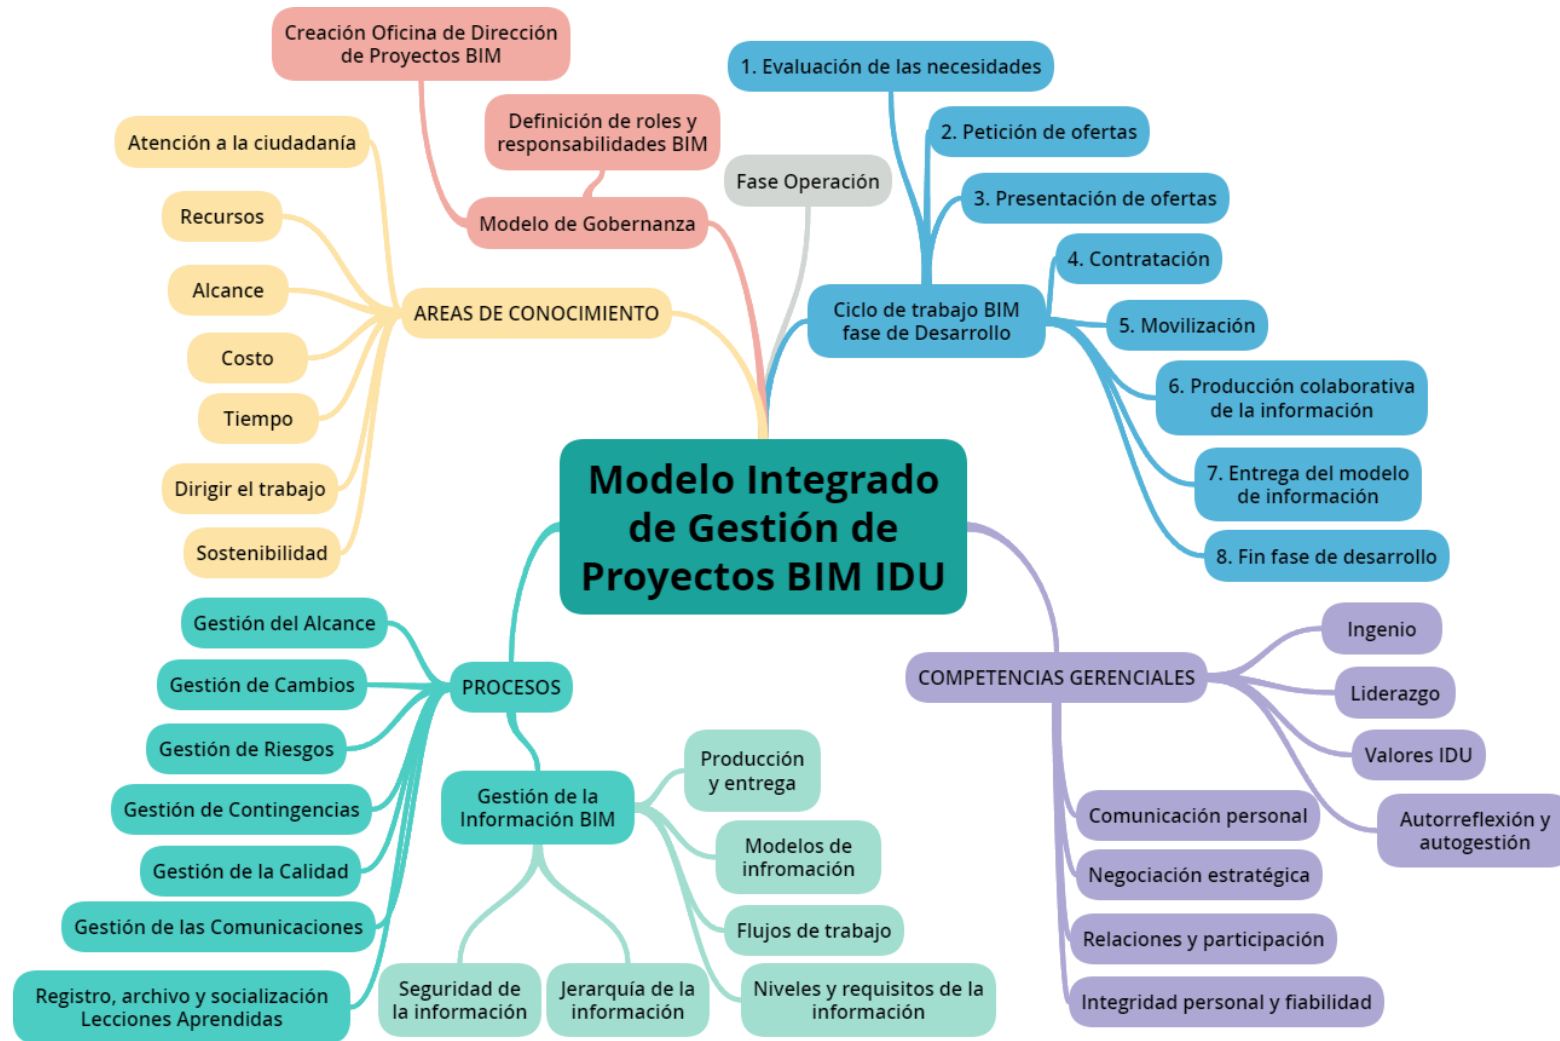 Creación Oficina de Dirección
de Proyectos BIM
Definición de roles y
responsabilidades BIM
Modelo de Gobernanza
Fase Operación
1. Evaluación de las necesidades
2. Petición de ofertas
3. Presentación de ofertas
4. Contratación
Ciclo de trabajo BIM
fase de Desarrollo
5. Movilización
6. Producción colaborativa
de la información
7. Entrega del modelo
de información
8. Fin fase de desarrollo
Atención a la ciudadanía
Recursos
Alcance
AREAS DE CONOCIMIENTO
Costo
Tiempo
Dirigir el trabajo
Sostenibilidad
Modelo Integrado
de Gestión de
Proyectos BIM IDU
Gestión del Alcance
Gestión de Cambios
PROCESOS
Gestión de Riesgos
Gestión de Contingencias
Gestión de la Calidad
Gestión de las Comunicaciones
Registro, archivo y socialización
Lecciones Aprendidas
Gestión de la
Información BIM
Producción
y entrega
Modelos de
infromación
Flujos de trabajo
Niveles y requisitos de la
información
Seguridad de
la información
Jerarquía de la
información
COMPETENCIAS GERENCIALES
Ingenio
Liderazgo
Valores IDU
Autorreflexión y
autogestión
Comunicación personal
Negociación estratégica
Relaciones y participación
Integridad personal y fiabilidad